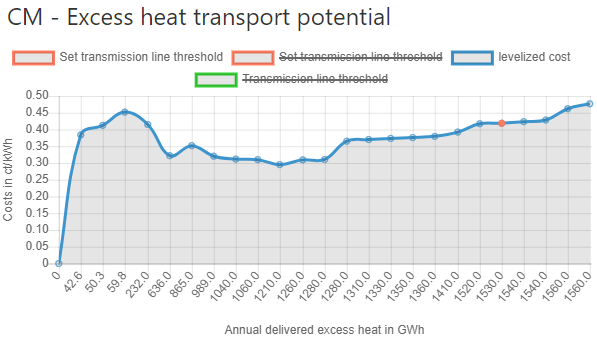 CM - Excess heat transport potential
Set transmission line threshold Set transmission line threshold levelized cost
Transmission line threshold
0.50
0.45
0.40
0.35
0.30
0.25
0.20
0.15
0.10
0.05
0
Costs in ct/kWh
0 42.6 50.3 59.8 232.0 636.0 865.0 989.0 1040.0 1060.0 1210.0 1260.0 1280.0 1280.0 1310.0 1330.0 1350.0 1360.0 1410.0 1520.0 1530.0 1540.0 1540.0 1560.0 1560.0
Annual delivered excess heat in GWh